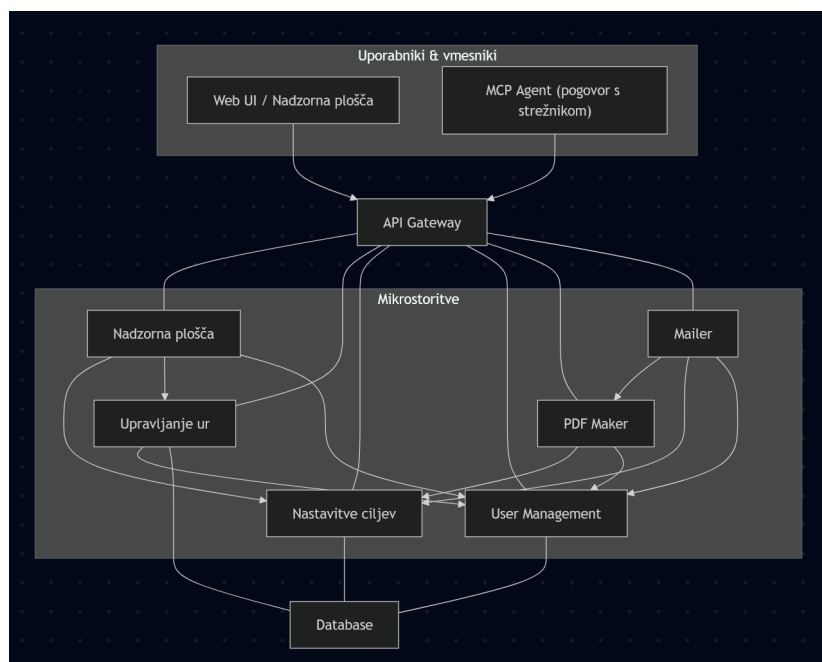 Uporabniki & vmesniki
Web UI / Nadzorna plošča
MCP Agent (pogovor s
strežnikom)
API Gateway
Mikrostoritve
Nadzorna plošča
Mailer
Upravljanje ur
PDF Maker
Nastavitve ciljev
User Management
Database